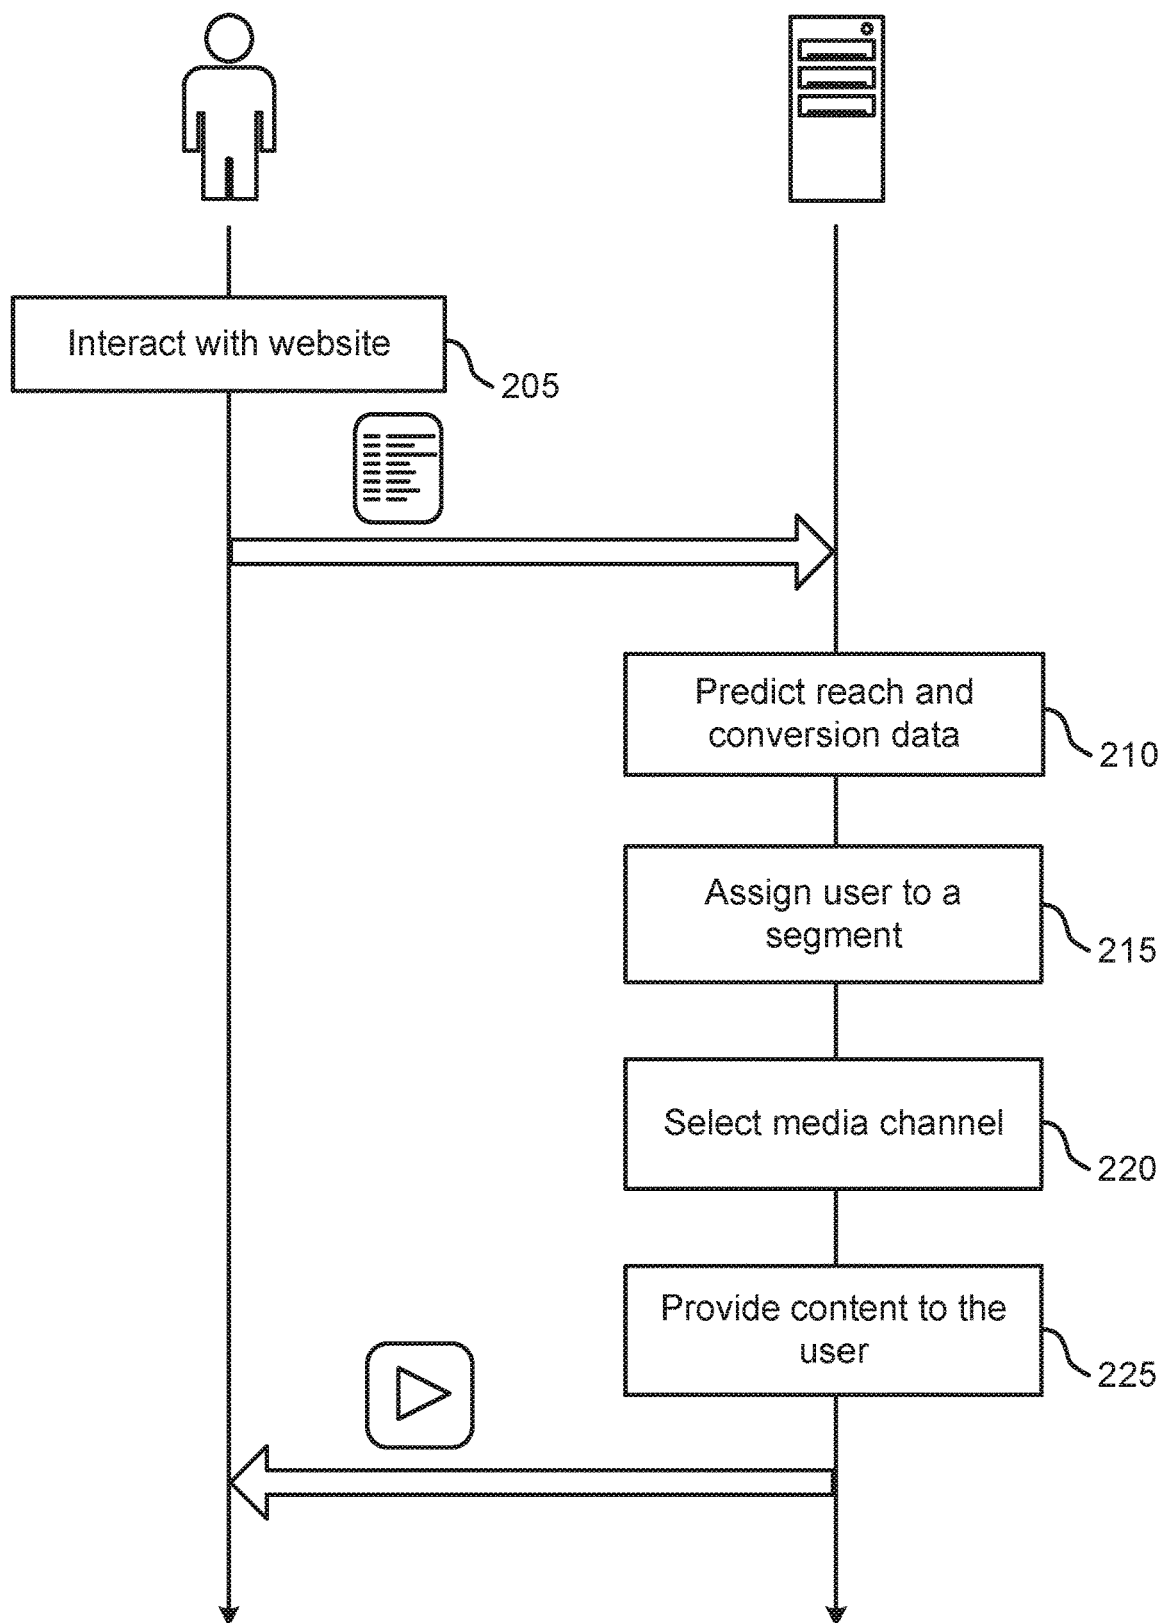 Interact with website
205
Predict reach and
conversion data
210
Assign user to a
segment
215
Select media channel
220
Provide content to the
user
225